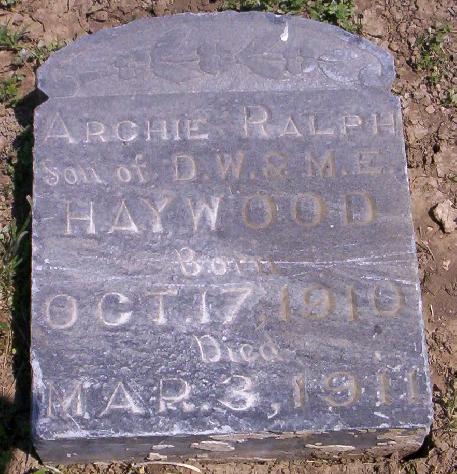 ARCHIE RALPH
Son of D.W. & M.E.
HAYWOOD
Born
OCT. 17, 1910
Died
MAR. 3, 1911